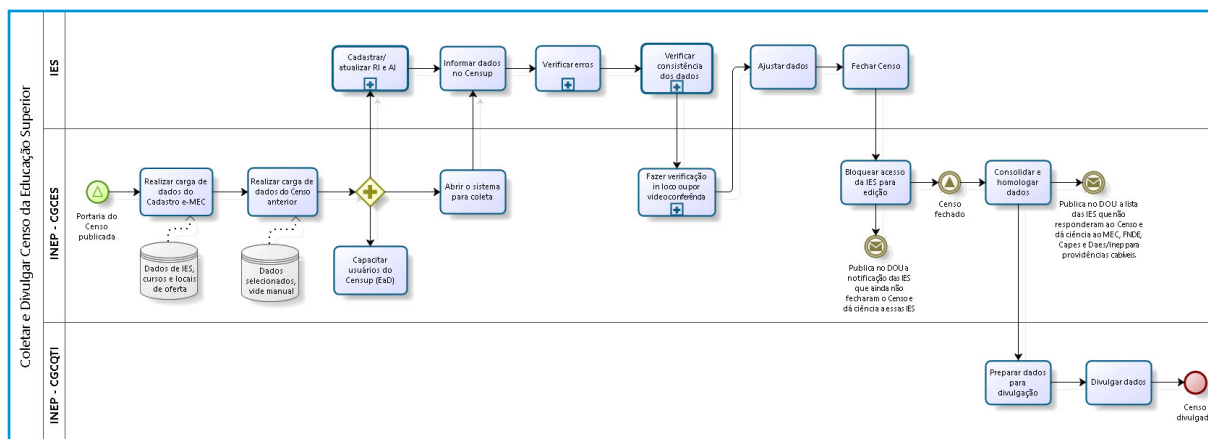 Coletar e Divulgar Censo da Educação Superior
IES
Cadastrar/
atualizar RI e AI
Informar dados
no Censup
Verificar erros
Verificar
consistência
dos dados
Ajustar dados
Fechar Censo
INEP - CGCES
Portaria do
Censo
publicada
Realizar carga de
dados do
Cadastro e-MEC
Realizar carga de
dados do Censo
anterior
Dados de IES,
cursos e locais
de oferta
Dados
selecionados,
vide manual
Abrir o sistema
para coleta
Capacitar
usuários do
Censup (EaD)
Fazer verificação
in loco ou por
videoconferência
Bloquear acesso
da IES para
edição
Censo
fechado
Consolidar e
homologar
dados
Publica no DOU a
notificação das IES
que ainda não
fecharam o Censo e
dá ciência a essas IES
Publica no DOU a lista
das IES que não
responderam ao Censo e
dá ciência ao MEC, FNDE,
Capes e Daes/Inep para
providências cabíveis.
INEP - CGCQTI
Preparar dados
para
divulgação
Divulgar dados
Censo
divulgad